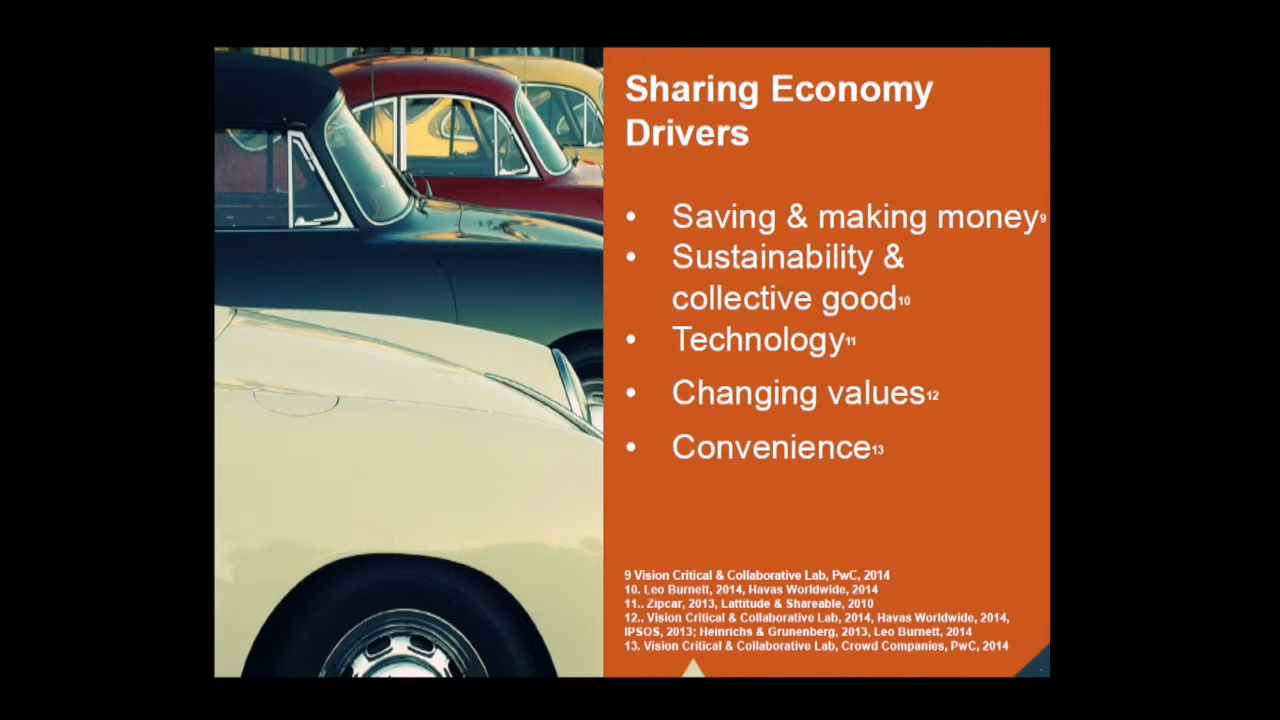 Sharing Economy
Drivers
• Saving & making money9
• Sustainability &
collective good10
• Technology11
• Changing values12
• Convenience13
9 Vision Critical & Collaborative Lab, PwC, 2014
10. Leo Burnett, 2014, Havas Worldwide, 2014
11.. Zipcar, 2013, Lattitude & Shareable, 2010
12.. Vision Critical & Collaborative Lab, 2014, Havas Worldwide, 2014,
IPSOS, 2013; Heinrichs & Grunenberg, 2013, Leo Burnett, 2014
13. Vision Critical & Collaborative Lab, Crowd Companies, PwC, 2014